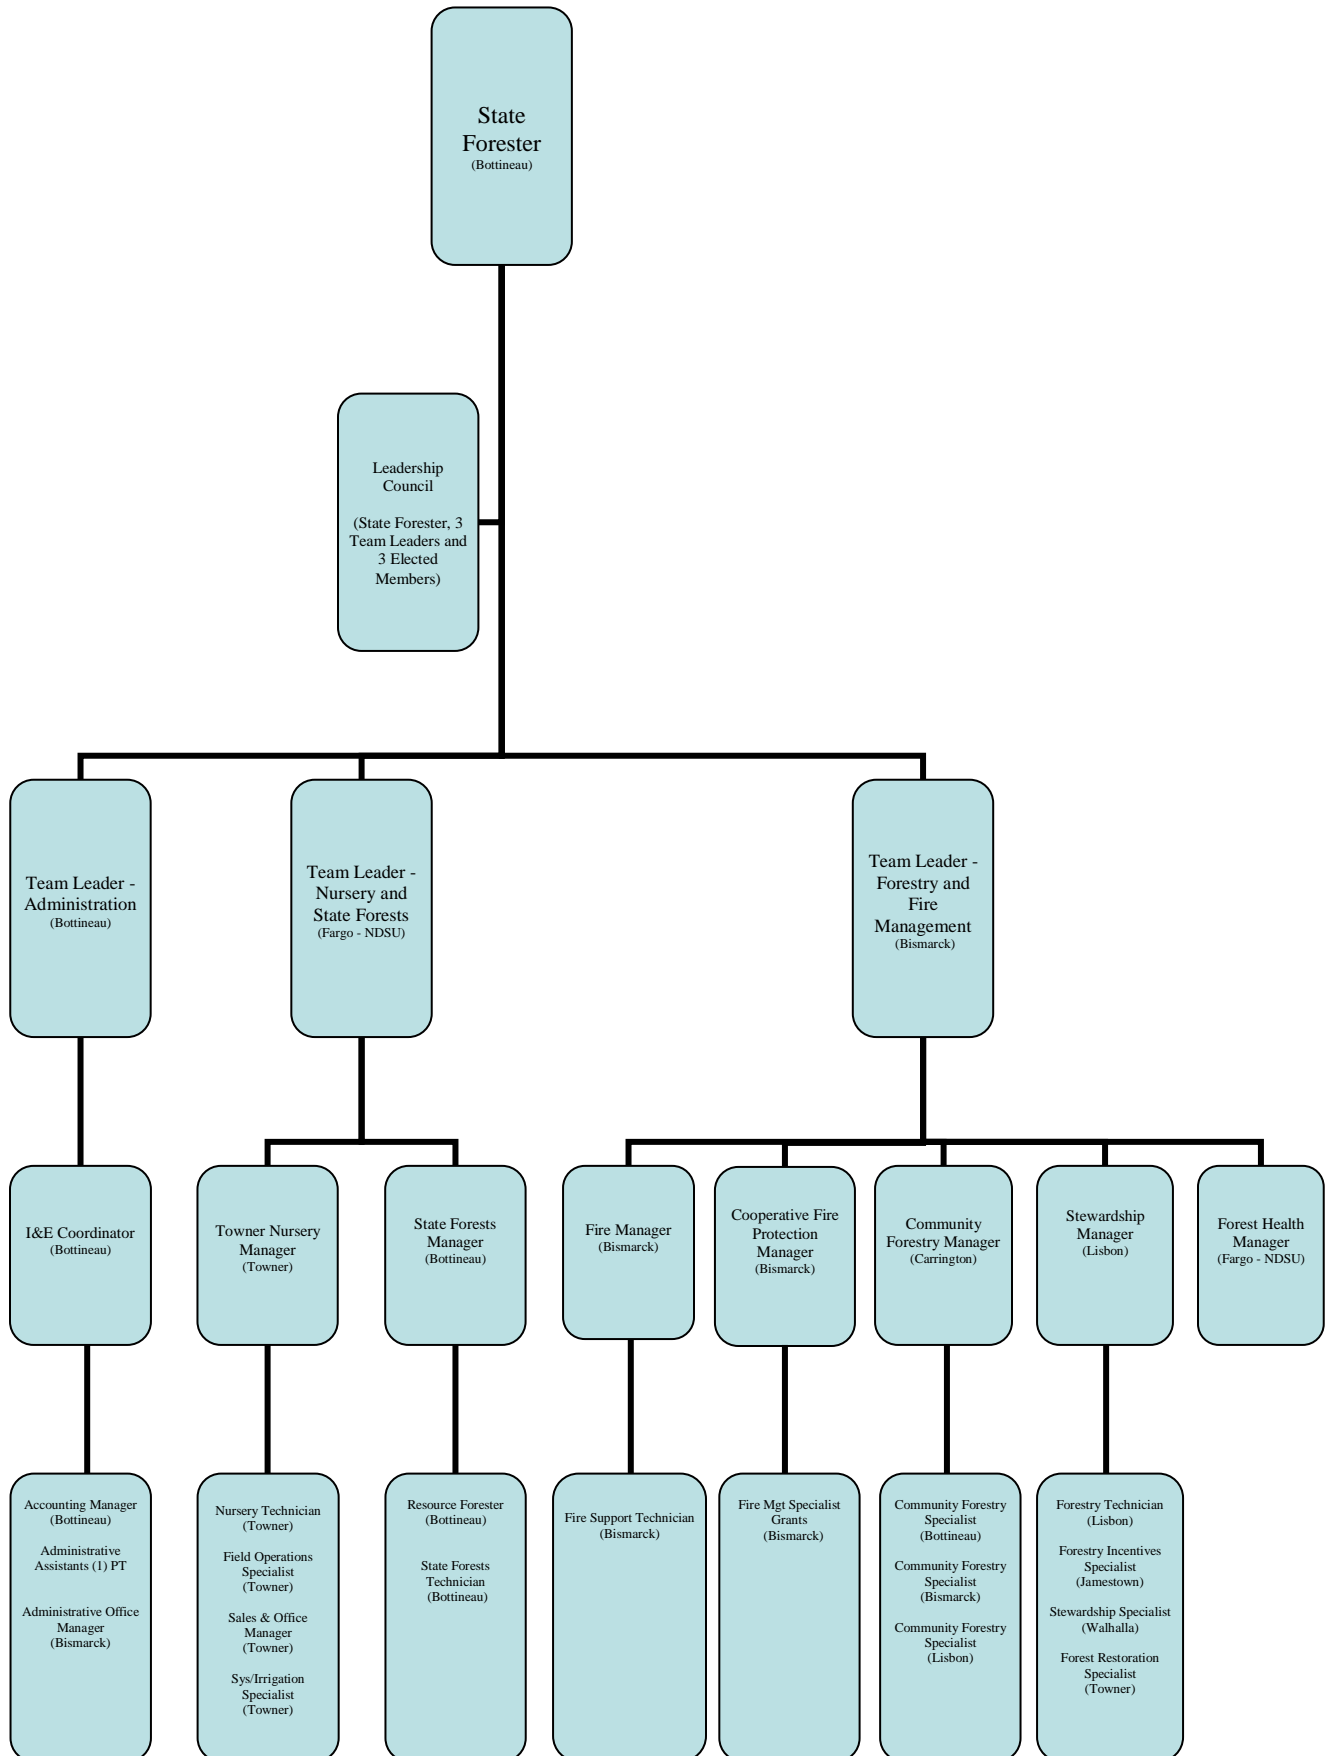 State
Forester
(Bottineau)
Leadership
Council
(State Forester, 3
Team Leaders and
3 Elected
Members)
Team Leader -
Administration
(Bottineau)
Team Leader -
Nursery and
State Forests
(Fargo - NDSU)
Team Leader -
Forestry and
Fire
Management
(Bismarck)
I&E Coordinator
(Bottineau)
Towner Nursery
Manager
(Towner)
State Forests
Manager
(Bottineau)
Fire Manager
(Bismarck)
Cooperative Fire
Protection
Manager
(Bismarck)
Community
Forestry Manager
(Carrington)
Stewardship
Manager
(Lisbon)
Forest Health
Manager
(Fargo - NDSU)
Accounting Manager
(Bottineau)
Administrative
Assistants (1) PT
Administrative Office
Manager
(Bismarck)
Nursery Technician
(Towner)
Field Operations
Specialist
(Towner)
Sales & Office
Manager
(Towner)
Sys/Irrigation
Specialist
(Towner)
Resource Forester
(Bottineau)
State Forests
Technician
(Bottineau)
Fire Support Technician
(Bismarck)
Fire Mgt Specialist
Grants
(Bismarck)
Community Forestry
Specialist
(Bottineau)
Community Forestry
Specialist
(Bismarck)
Community Forestry
Specialist
(Lisbon)
Forestry Technician
(Lisbon)
Forestry Incentives
Specialist
(Jamestown)
Stewardship Specialist
(Walhalla)
Forest Restoration
Specialist
(Towner)